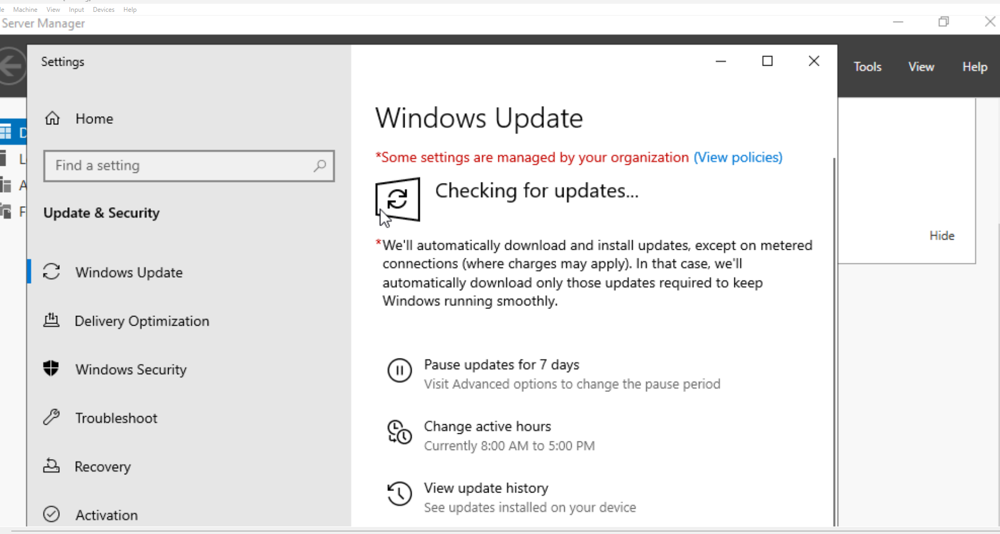 Machine View Input Devices Help
Server Manager
Tools View Help
Settings
Home
Find a setting
Update & Security
Windows Update
Delivery Optimization
Windows Security
Troubleshoot
Recovery
Activation
Windows Update
*Some settings are managed by your organization (View policies)
Checking for updates...
*We'll automatically download and install updates, except on metered
connections (where charges may apply). In that case, we'll
automatically download only those updates required to keep
Windows running smoothly.
Pause updates for 7 days
Visit Advanced options to change the pause period
Change active hours
Currently 8:00 AM to 5:00 PM
View update history
See updates installed on your device
Hide